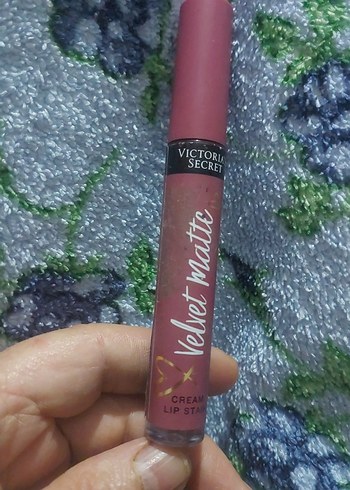 VICTORIA
SECRET
Velvet matte
CREAM
LIP STAIN